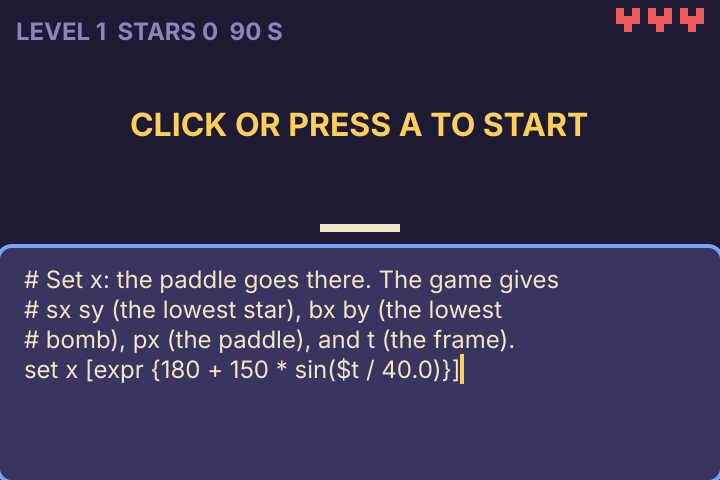 LEVEL 1 STARS 0 90 S
CLICK OR PRESS A TO START
# Set x: the paddle goes there. The game gives
# sx sy (the lowest star), bx by (the lowest
# bomb), px (the paddle), and t (the frame).
set x [expr {180 + 150 * sin($t / 40.0)}]